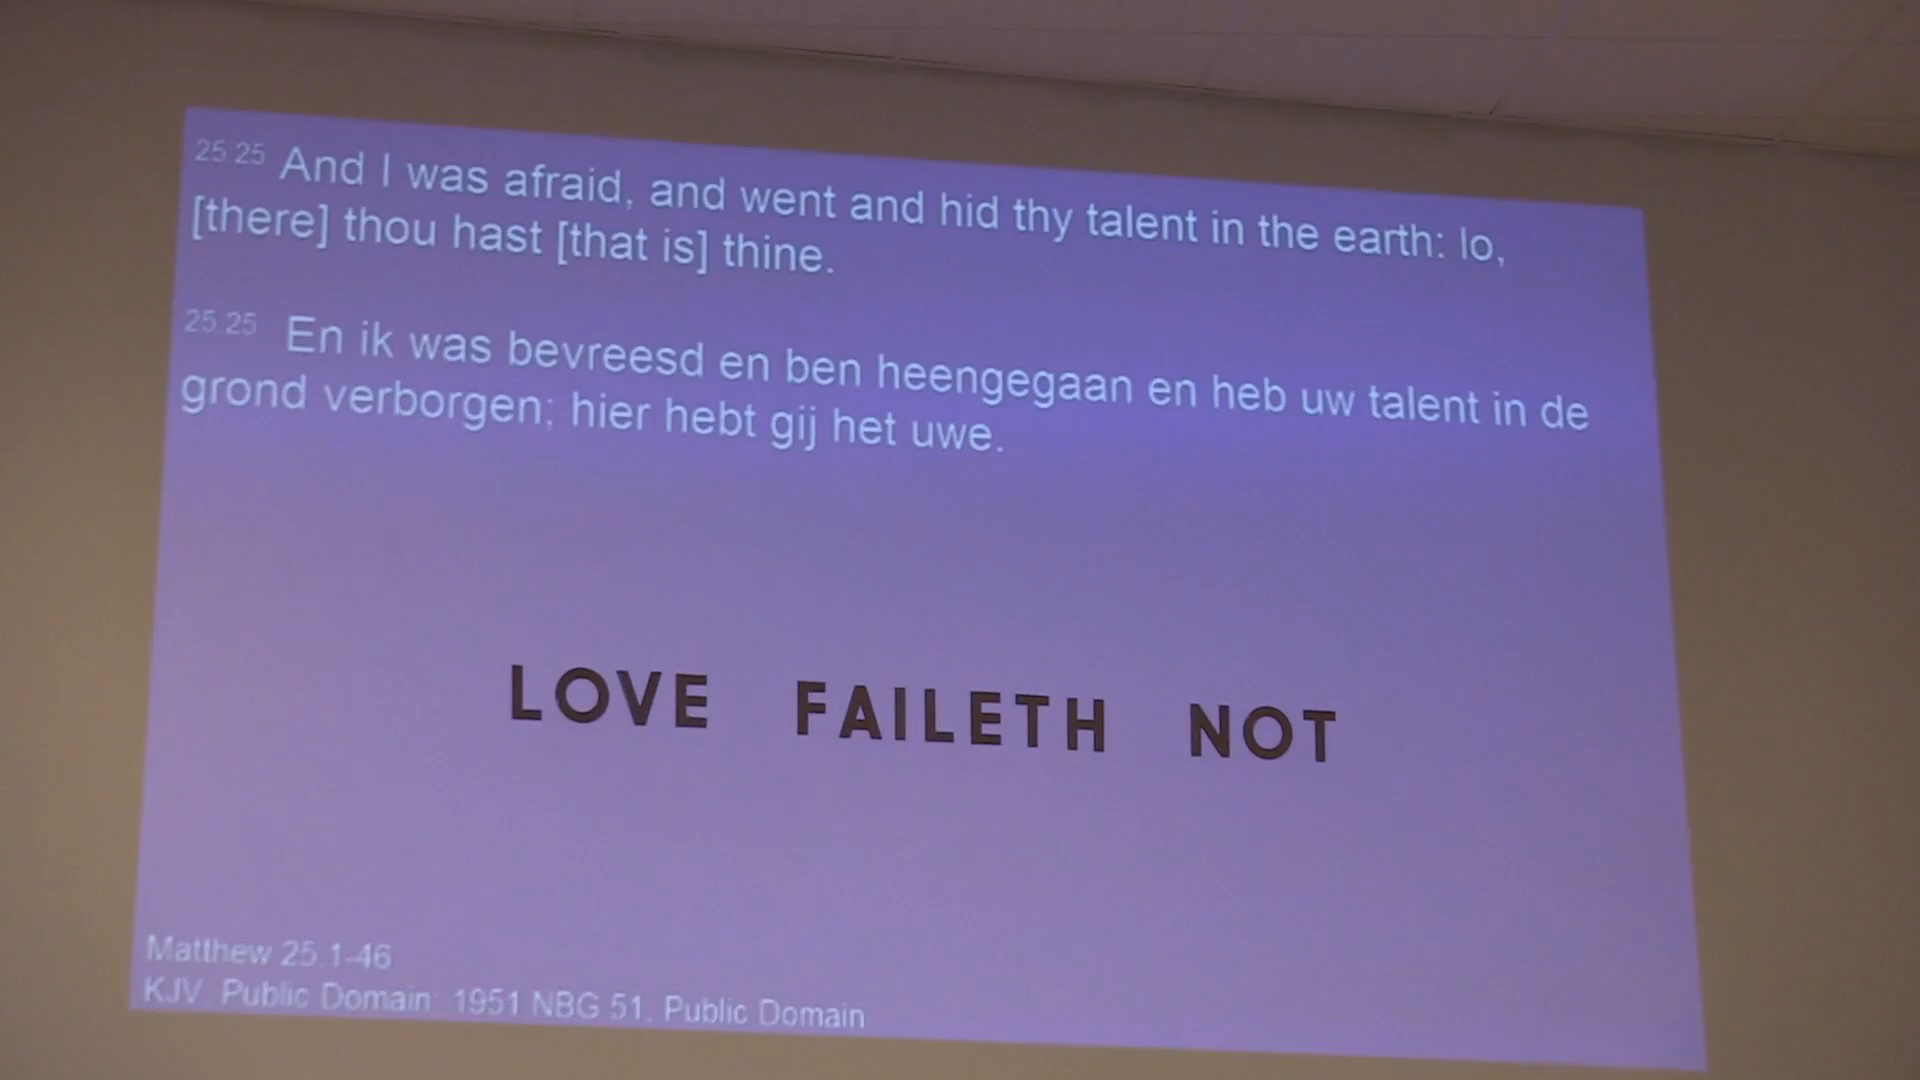 25:25 And I was afraid, and went and hid thy talent in the earth: lo,
[there] thou hast [that is] thine.
25:25 En ik was bevreesd en ben heengegaan en heb uw talent in de
grond verborgen; hier hebt gij het uwe.
LOVE FAILETH NOT
Matthew 25:1-46
KJV, Public Domain; 1951 NBG 51, Public Domain